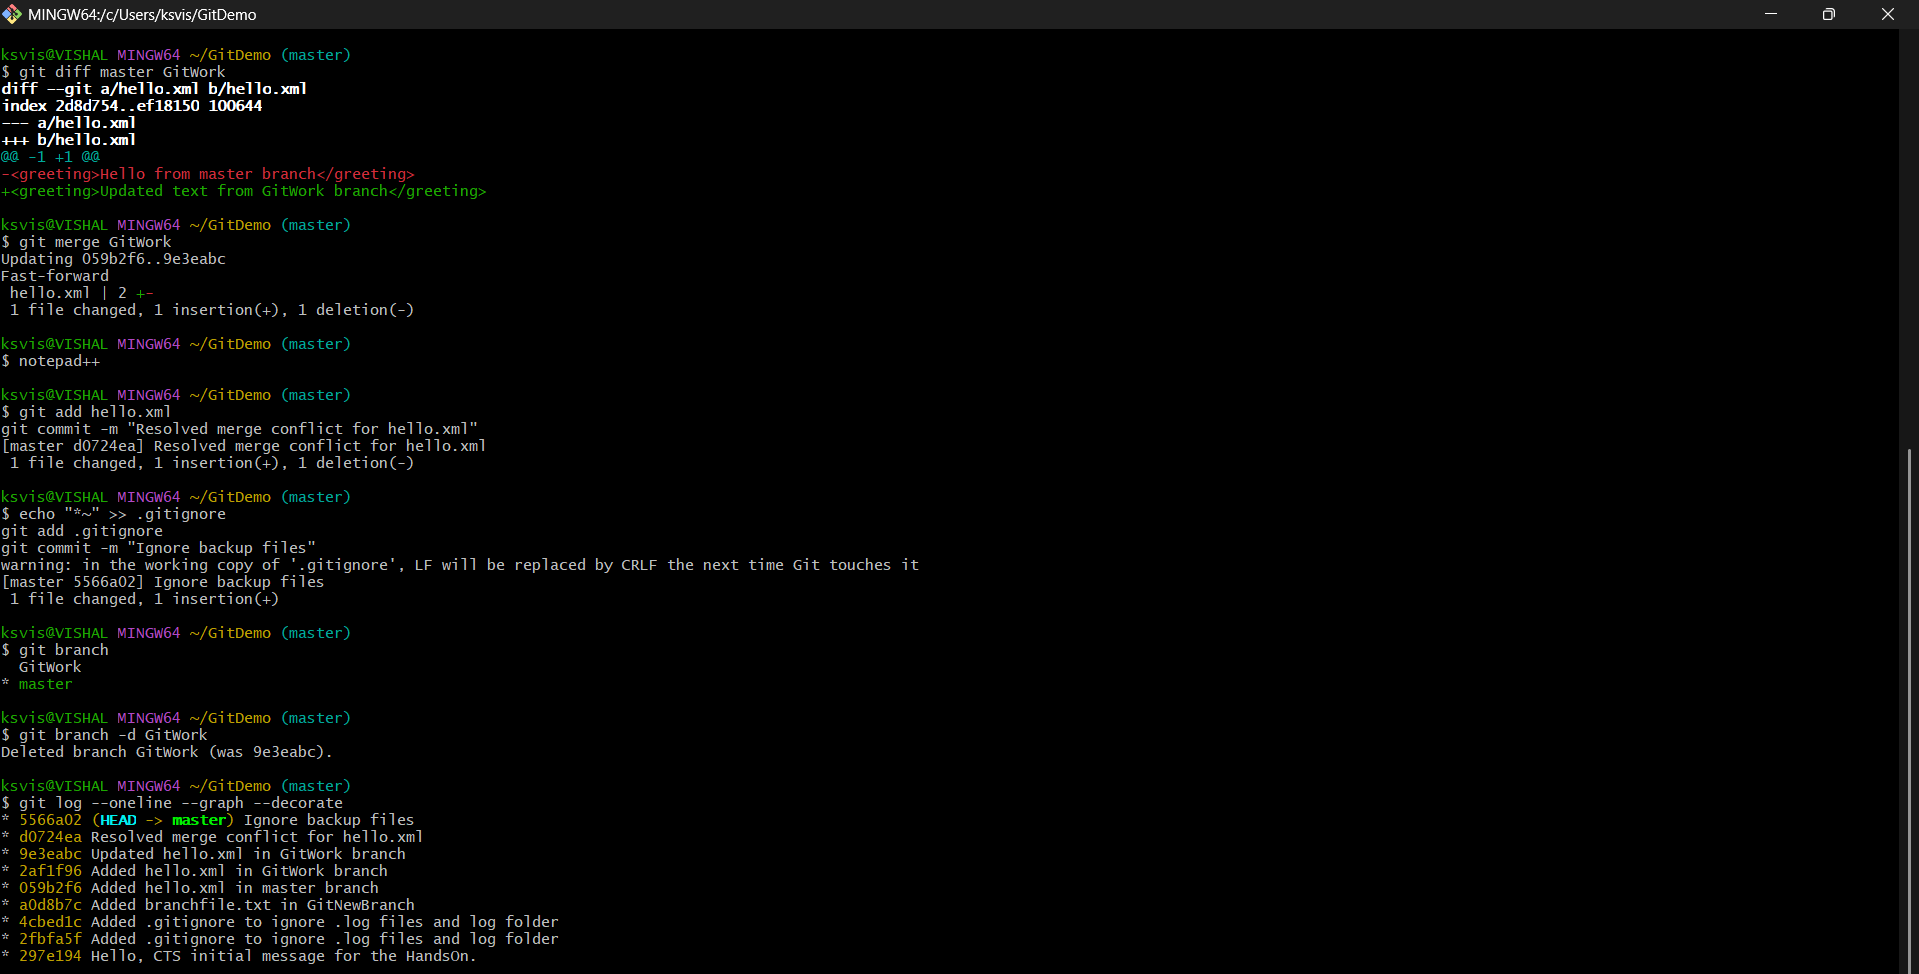 MINGW64:/c/Users/ksvis/GitDemo
ksvis@VISHAL MINGW64 ~/GitDemo (master)
$ git diff master GitWork
diff --git a/hello.xml b/hello.xml
index 2d8d754..ef18150 100644
--- a/hello.xml
+++ b/hello.xml
@@ -1 +1 @@
-<greeting>Hello from master branch</greeting>
+<greeting>Updated text from GitWork branch</greeting>
ksvis@VISHAL MINGW64 ~/GitDemo (master)
$ git merge GitWork
Updating 059b2f6..9e3eabc
Fast-forward
 hello.xml | 2 +-
 1 file changed, 1 insertion(+), 1 deletion(-)
ksvis@VISHAL MINGW64 ~/GitDemo (master)
$ notepad++
ksvis@VISHAL MINGW64 ~/GitDemo (master)
$ git add hello.xml
git commit -m "Resolved merge conflict for hello.xml"
[master d0724ea] Resolved merge conflict for hello.xml
 1 file changed, 1 insertion(+), 1 deletion(-)
ksvis@VISHAL MINGW64 ~/GitDemo (master)
$ echo "*~" >> .gitignore
git add .gitignore
git commit -m "Ignore backup files"
warning: in the working copy of '.gitignore', LF will be replaced by CRLF the next time Git touches it
[master 5566a02] Ignore backup files
 1 file changed, 1 insertion(+)
ksvis@VISHAL MINGW64 ~/GitDemo (master)
$ git branch
  GitWork
* master
ksvis@VISHAL MINGW64 ~/GitDemo (master)
$ git branch -d GitWork
Deleted branch GitWork (was 9e3eabc).
ksvis@VISHAL MINGW64 ~/GitDemo (master)
$ git log --oneline --graph --decorate
* 5566a02 (HEAD -> master) Ignore backup files
* d0724ea Resolved merge conflict for hello.xml
* 9e3eabc Updated hello.xml in GitWork branch
* 2af1f96 Added hello.xml in GitWork branch
* 059b2f6 Added hello.xml in master branch
* a0d8b7c Added branchfile.txt in GitNewBranch
* 4cbed1c Added .gitignore to ignore .log files and log folder
* 2fbfa5f Added .gitignore to ignore .log files and log folder
* 297e194 Hello, CTS initial message for the HandsOn.